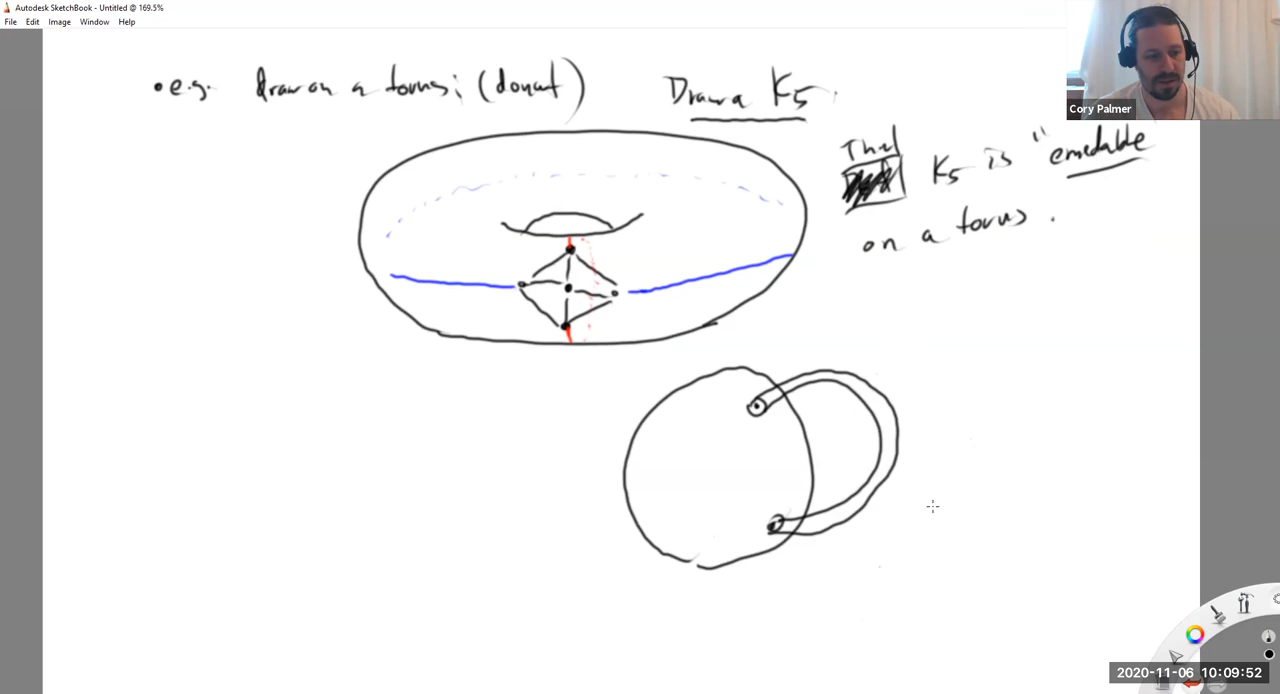 Autodesk SketchBook - Untitled @ 169.5%
File Edit Image Window Help
Cory Palmer
• e.g. draw on a torus: (donut) Draw a K5.
K5 is "emedable
on a torus.
2020-11-06 10:09:52